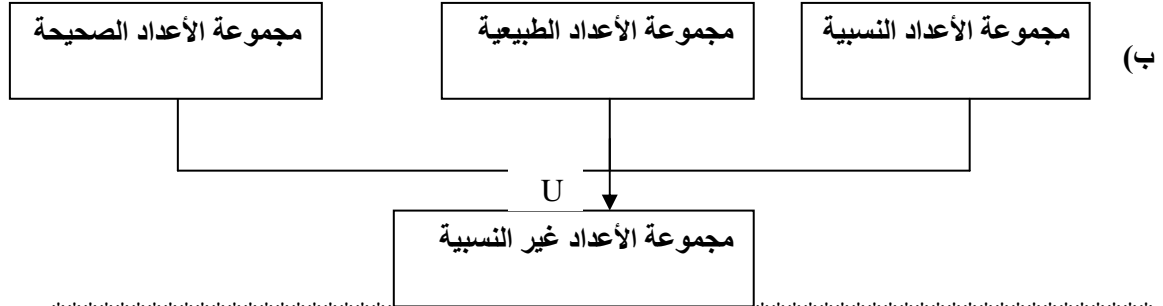 ب)
مجموعة الأعداد النسبية
مجموعة الأعداد الطبيعية
مجموعة الأعداد الصحيحة
U
مجموعة الأعداد غير النسبية